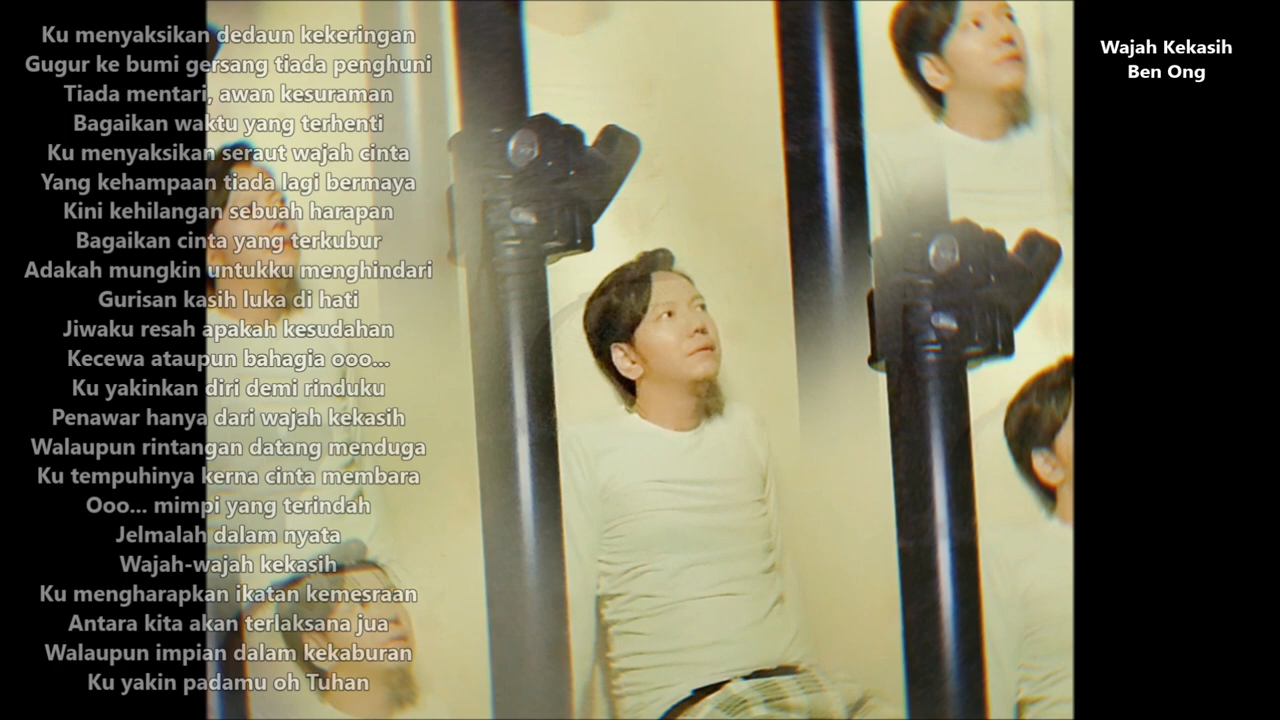 Ku menyaksikan dedaun kekeringan
Gugur ke bumi gersang tiada penghuni
Tiada mentari, awan kesuraman
Bagaikan waktu yang terhenti
Ku menyaksikan seraut wajah cinta
Yang kehampaan tiada lagi bermaya
Kini kehilangan sebuah harapan
Bagaikan cinta yang terkubur
Adakah mungkin untukku menghindari
Gurisan kasih luka di hati
Jiwaku resah apakah kesudahan
Kecewa ataupun bahagia ooo...
Ku yakinkan diri demi rinduku
Penawar hanya dari wajah kekasih
Walaupun rintangan datang menduga
Ku tempuhinya kerna cinta membara
Ooo... mimpi yang terindah
Jelmalah dalam nyata
Wajah-wajah kekasih
Ku mengharapkan ikatan kemesraan
Antara kita akan terlaksana jua
Walaupun impian dalam kekaburan
Ku yakin padamu oh Tuhan
Wajah Kekasih
Ben Ong